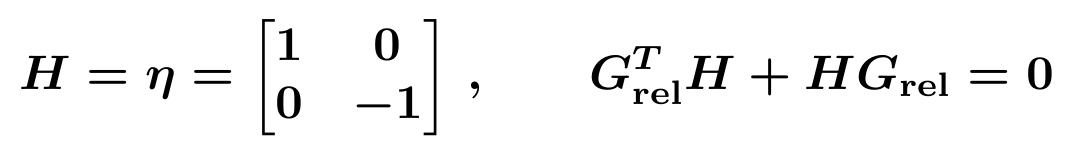 H = η = [1 0; 0 −1] , G_rel^T H + H G_rel = 0